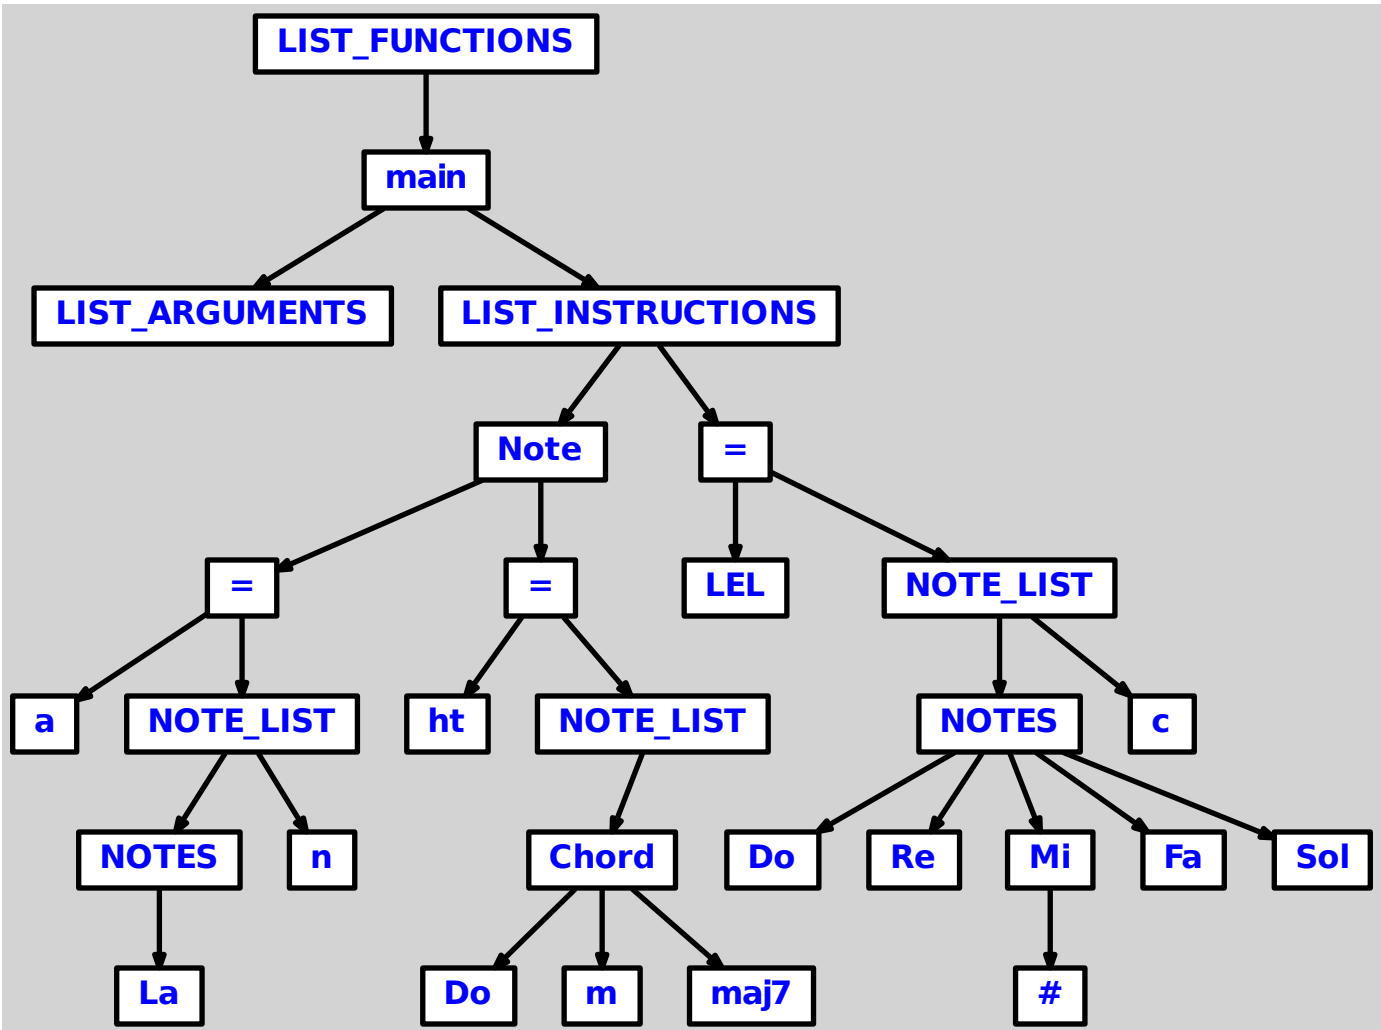 LIST_FUNCTIONS
main
LIST_ARGUMENTS
LIST_INSTRUCTIONS
Note
=
=
=
LEL
NOTE_LIST
a
NOTE_LIST
ht
NOTE_LIST
NOTES
c
NOTES
n
Chord
Do
Re
Mi
Fa
Sol
La
Do
m
maj7
#